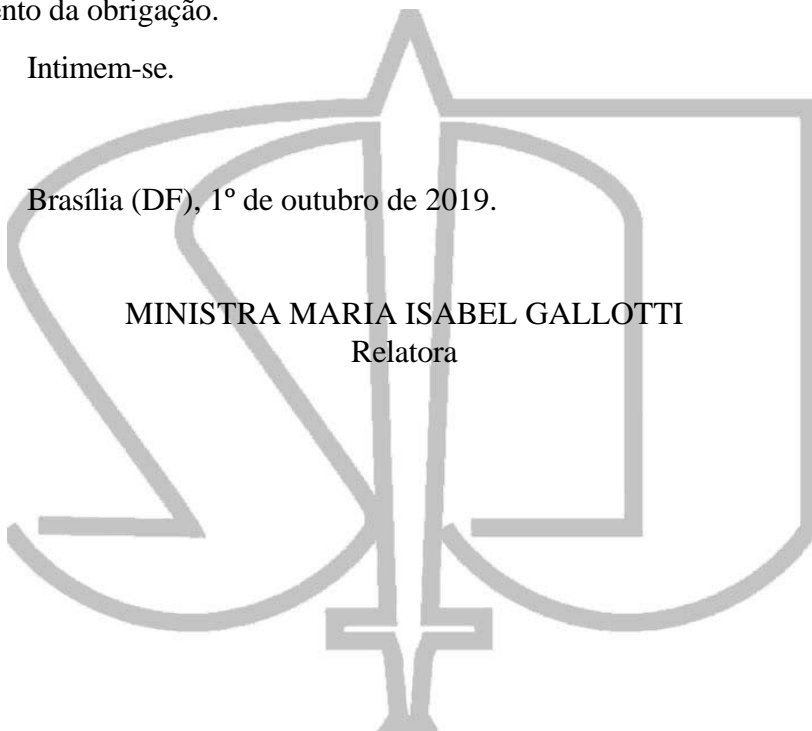 ento da obrigação.
Intimem-se.
Brasília (DF), 1º de outubro de 2019.
MINISTRA MARIA ISABEL GALLOTTI
Relatora